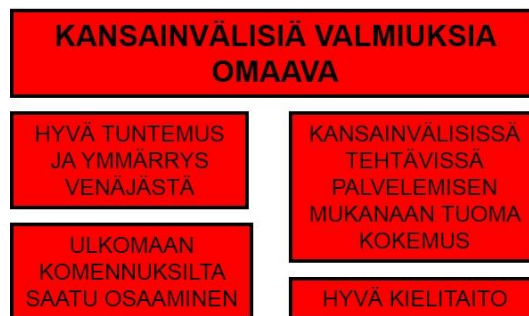 KANSAINVÄLISIÄ VALMIUKSIA
OMAAVA
HYVÄ TUNTEMUS
JA YMMÄRRYS
VENÄJÄSTÄ
KANSAINVÄLISISSÄ
TEHTÄVISSÄ
PALVELEMISEN
MUKANAAN TUOMA
KOKEMUS
ULKOMAAN
KOMENNUKSILTA
SAATU OSAAMINEN
HYVÄ KIELITAITO